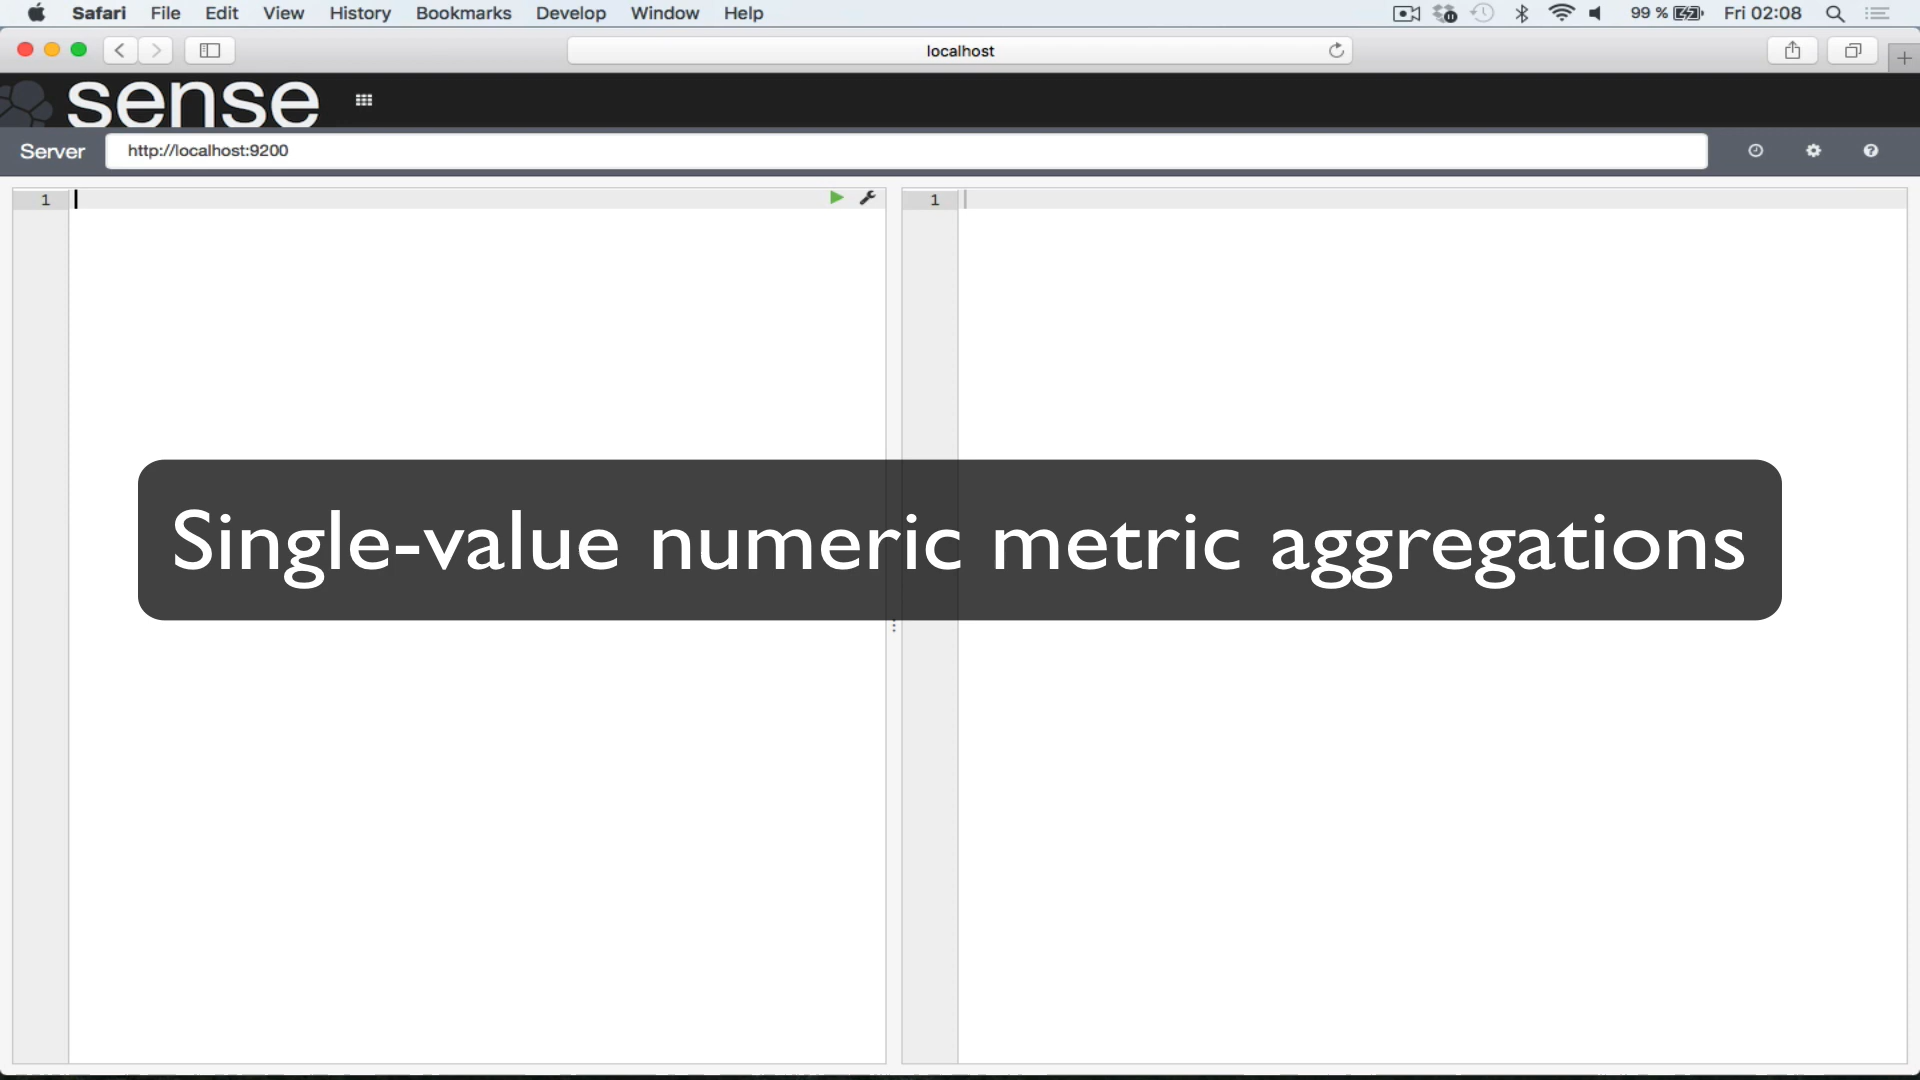 Safari File Edit View History Bookmarks Develop Window Help 99 % Fri 02:08
localhost
sense
Server http://localhost:9200
1 1
Single-value numeric metric aggregations